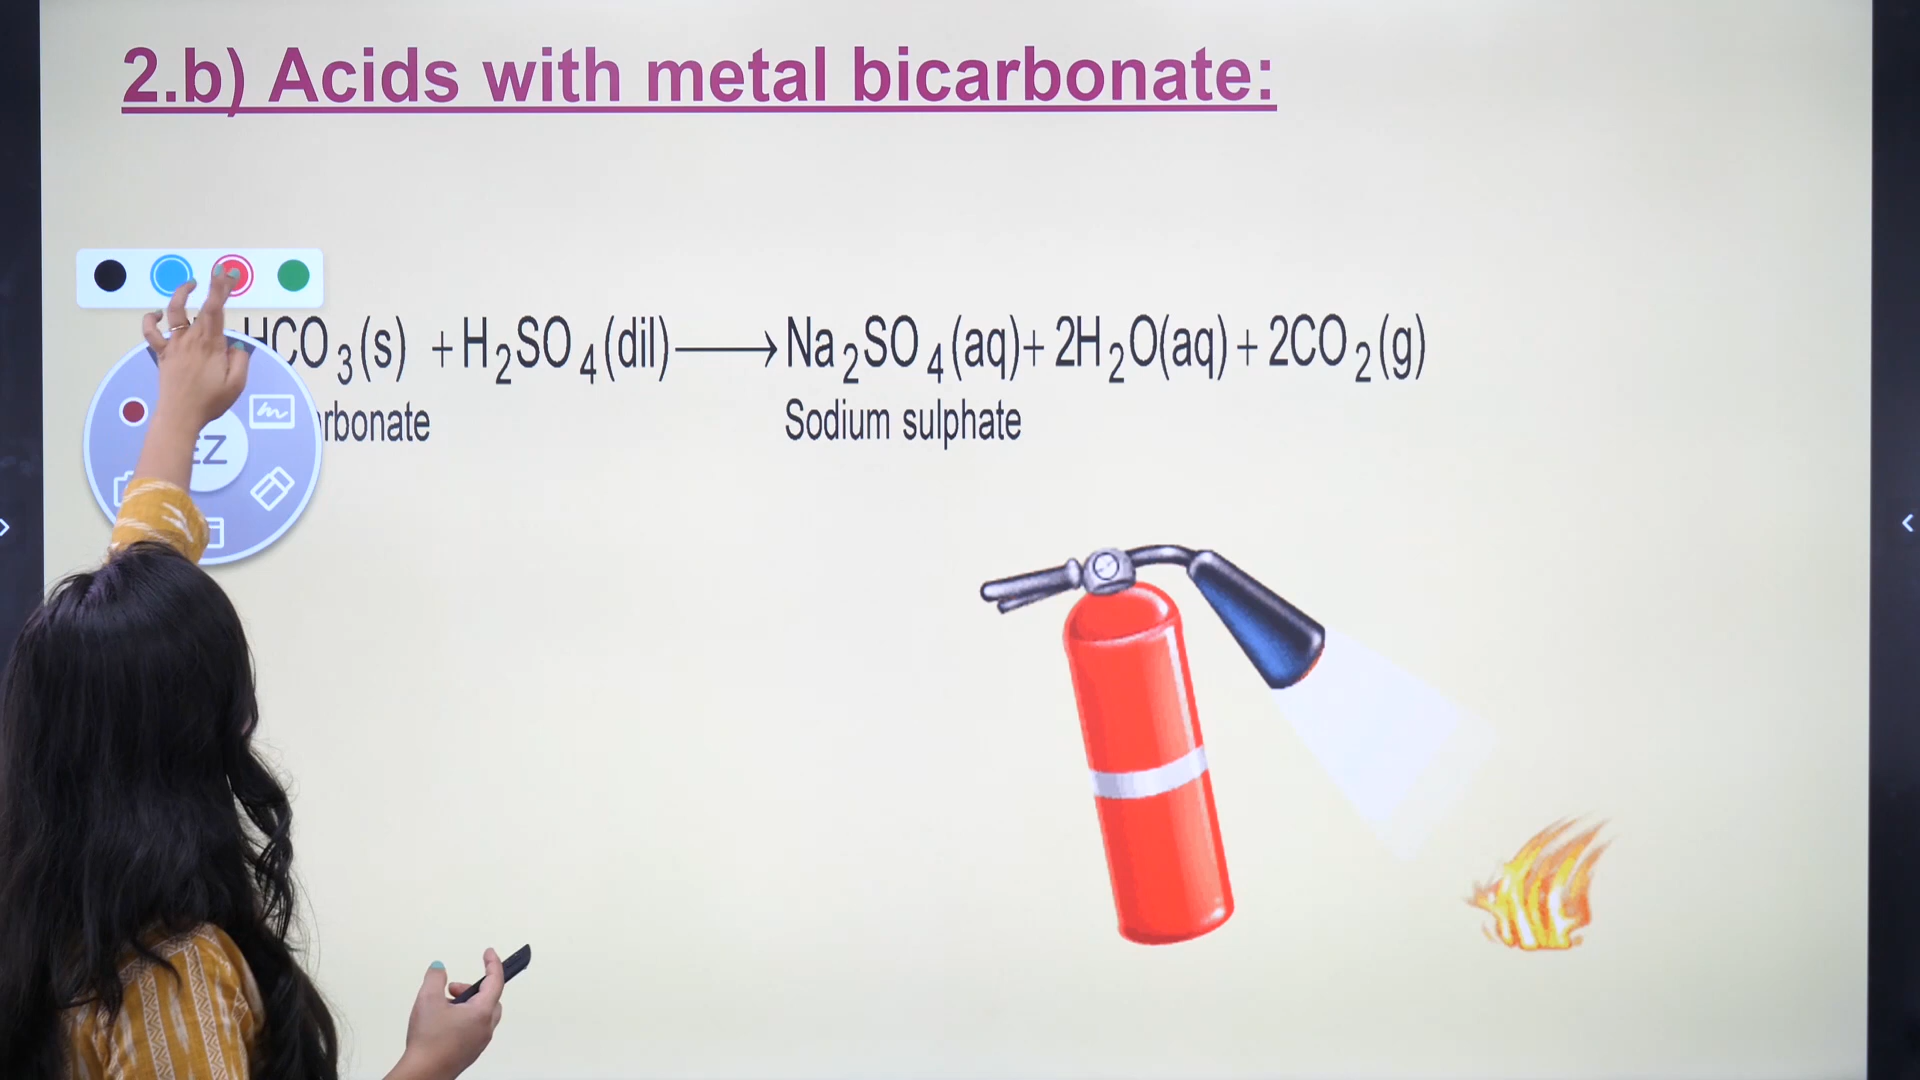 2.b) Acids with metal bicarbonate:
HCO₃(s) + H₂SO₄(dil) ⟶ Na₂SO₄(aq) + 2H₂O(aq) + 2CO₂(g)
rbonate Sodium sulphate
EZ